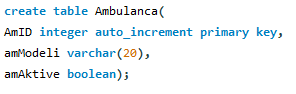 create table Ambulanca(
AmID integer auto_increment primary key,
amModeli varchar(20),
amAktive boolean);